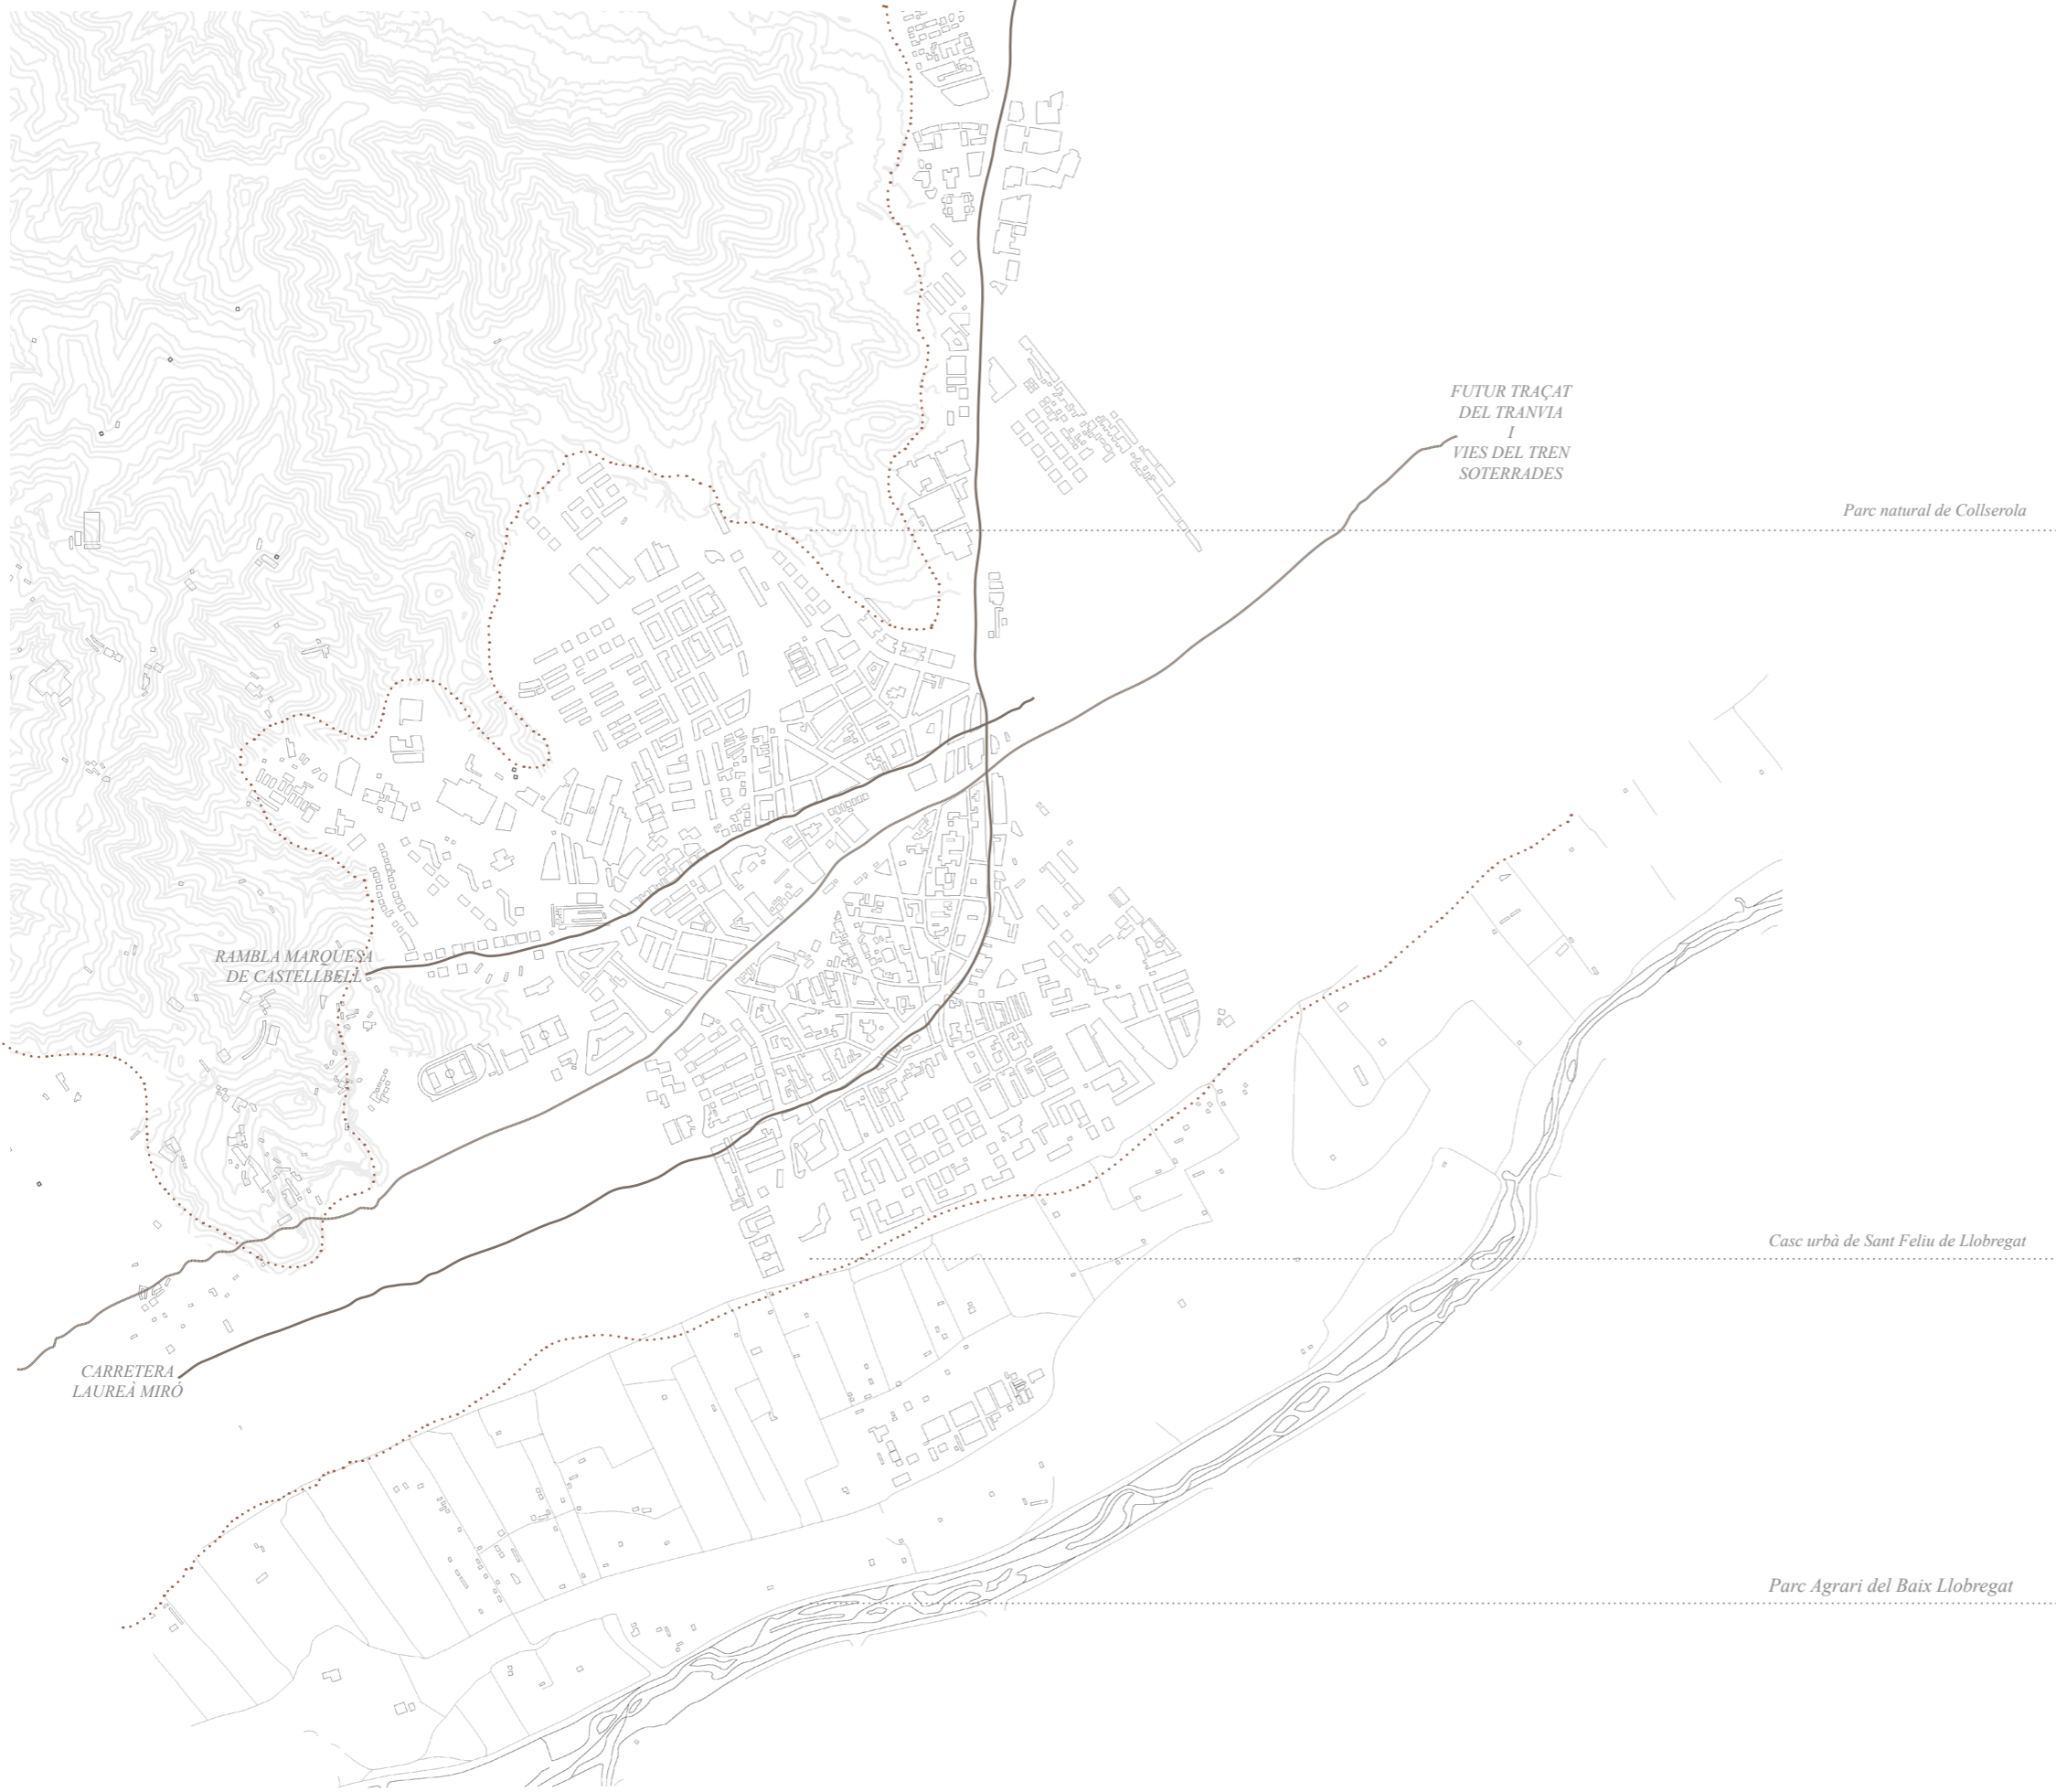 FUTUR TRAÇAT
DEL TRANVIA
I
VIES DEL TREN
SOTERRADES
Parc natural de Collserola
RAMBLA MARQUESA
DE CASTELLBELL
Casc urbà de Sant Feliu de Llobregat
CARRETERA
LAUREÀ MIRÓ
Parc Agrari del Baix Llobregat